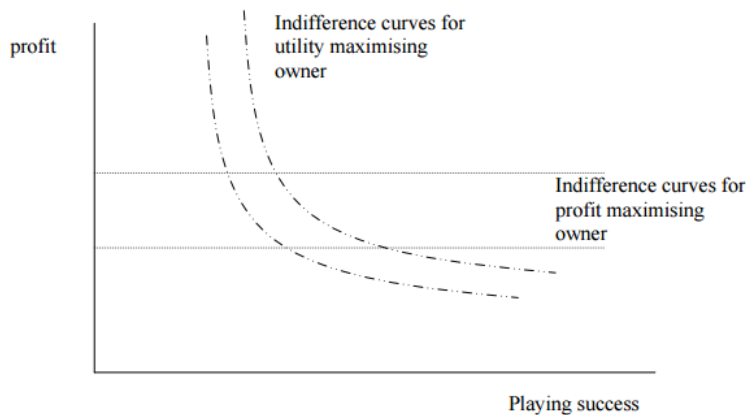 profit
Indifference curves for
utility maximising
owner
Indifference curves for
profit maximising
owner
Playing success